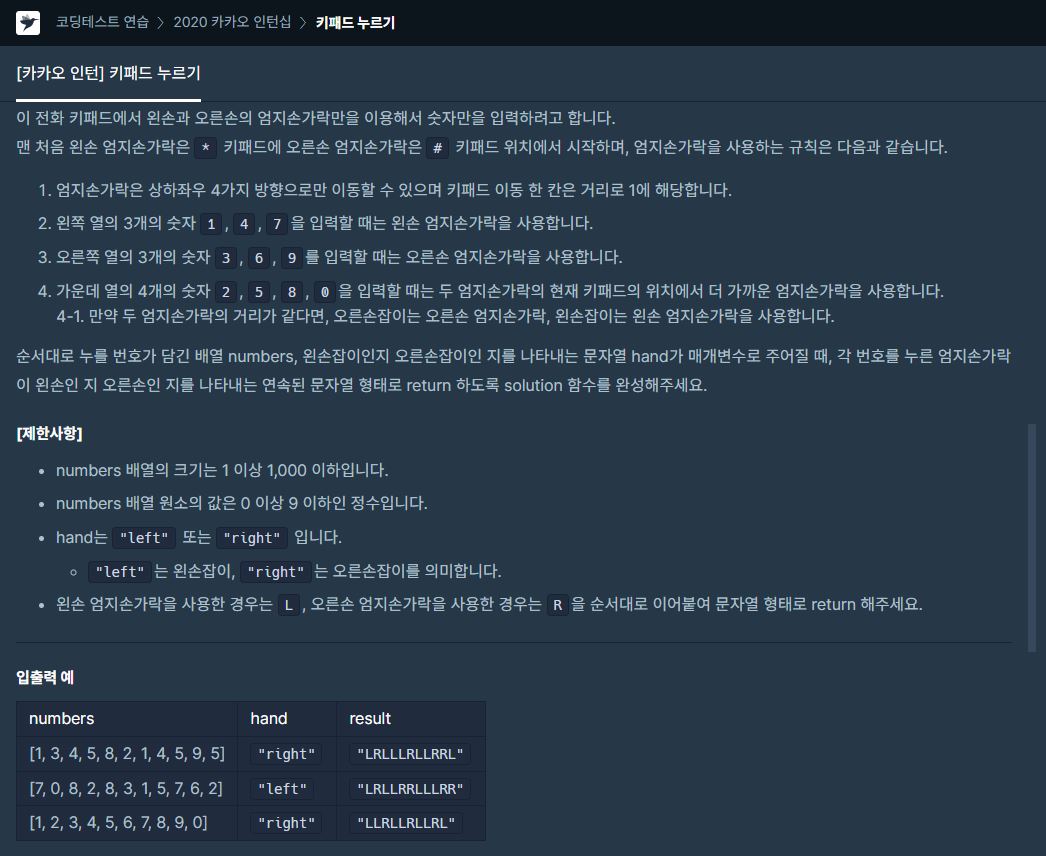 코딩테스트 연습 > 2020 카카오 인턴십 > 키패드 누르기
[카카오 인턴] 키패드 누르기
이 전화 키패드에서 왼손과 오른손의 엄지손가락만을 이용해서 숫자만을 입력하려고 합니다.
맨 처음 왼손 엄지손가락은 * 키패드에 오른손 엄지손가락은 # 키패드 위치에서 시작하며, 엄지손가락을 사용하는 규칙은 다음과 같습니다.
1. 엄지손가락은 상하좌우 4가지 방향으로만 이동할 수 있으며 키패드 이동 한 칸은 거리로 1에 해당합니다.
2. 왼쪽 열의 3개의 숫자 1, 4, 7을 입력할 때는 왼손 엄지손가락을 사용합니다.
3. 오른쪽 열의 3개의 숫자 3, 6, 9를 입력할 때는 오른손 엄지손가락을 사용합니다.
4. 가운데 열의 4개의 숫자 2, 5, 8, 0을 입력할 때는 두 엄지손가락의 현재 키패드의 위치에서 더 가까운 엄지손가락을 사용합니다.
4-1. 만약 두 엄지손가락의 거리가 같다면, 오른손잡이는 오른손 엄지손가락, 왼손잡이는 왼손 엄지손가락을 사용합니다.
순서대로 누를 번호가 담긴 배열 numbers, 왼손잡이인지 오른손잡이인 지를 나타내는 문자열 hand가 매개변수로 주어질 때, 각 번호를 누른 엄지손가락
이 왼손인 지 오른손인 지를 나타내는 연속된 문자열 형태로 return 하도록 solution 함수를 완성해주세요.
[제한사항]
• numbers 배열의 크기는 1 이상 1,000 이하입니다.
• numbers 배열 원소의 값은 0 이상 9 이하인 정수입니다.
• hand는 "left" 또는 "right" 입니다.
◦ "left"는 왼손잡이, "right"는 오른손잡이를 의미합니다.
• 왼손 엄지손가락을 사용한 경우는 L, 오른손 엄지손가락을 사용한 경우는 R을 순서대로 이어붙여 문자열 형태로 return 해주세요.
입출력 예
numbers hand result
[1, 3, 4, 5, 8, 2, 1, 4, 5, 9, 5] "right" "LRLLLRLLRRL"
[7, 0, 8, 2, 8, 3, 1, 5, 7, 6, 2] "left" "LRLLRRLLLRR"
[1, 2, 3, 4, 5, 6, 7, 8, 9, 0] "right" "LLRLLRLLRL"